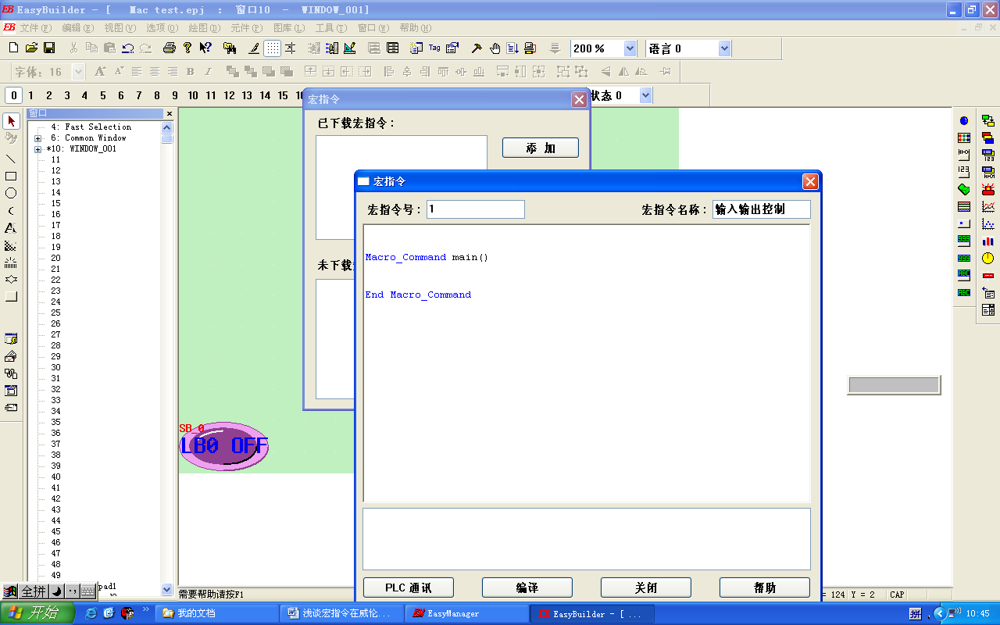 EasyBuilder - [ Mac test.epj : 窗口10 - WINDOW_001]
文件(F) 编辑(E) 视图(V) 选项(O) 绘图(D) 元件(P) 图库(L) 工具(T) 窗口(W) 帮助(H)
Tag 200 % 语言 0
字体: 16 A A B I
0 1 2 3 4 5 6 7 8 9 10 11 12 13 14 15 状态 0
窗口
4: Fast Selection
6: Common Window
*10: WINDOW_001
11
12
13
14
15
16
17
18
19
20
21
22
23
24
25
26
27
28
29
30
31
32
33
34
35
36
37
38
39
40
41
42
43
44
45
46
47
48
49
宏指令
已下载宏指令:
添 加
未下载
宏指令
宏指令号: 1 宏指令名称: 输入输出控制
Macro_Command main()
End Macro_Command
PLC 通讯 编译 关闭 帮助
SB_0
LB0 OFF
全拼
需要帮助请按F1
= 124 Y = 2 CAP
开始 我的文档 浅谈宏指令在威伦... EasyManager EasyBuilder - [ ... 拼 10:45